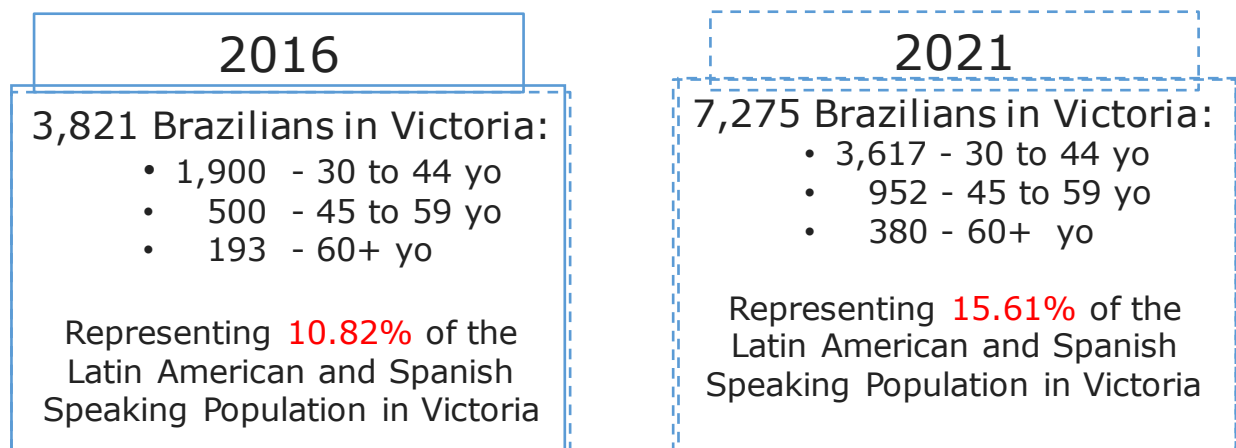 2016
3,821 Brazilians in Victoria:
• 1,900 - 30 to 44 yo
• 500 - 45 to 59 yo
• 193 - 60+ yo
Representing 10.82% of the
Latin American and Spanish
Speaking Population in Victoria
2021
7,275 Brazilians in Victoria:
• 3,617 - 30 to 44 yo
• 952 - 45 to 59 yo
• 380 - 60+ yo
Representing 15.61% of the
Latin American and Spanish
Speaking Population in Victoria